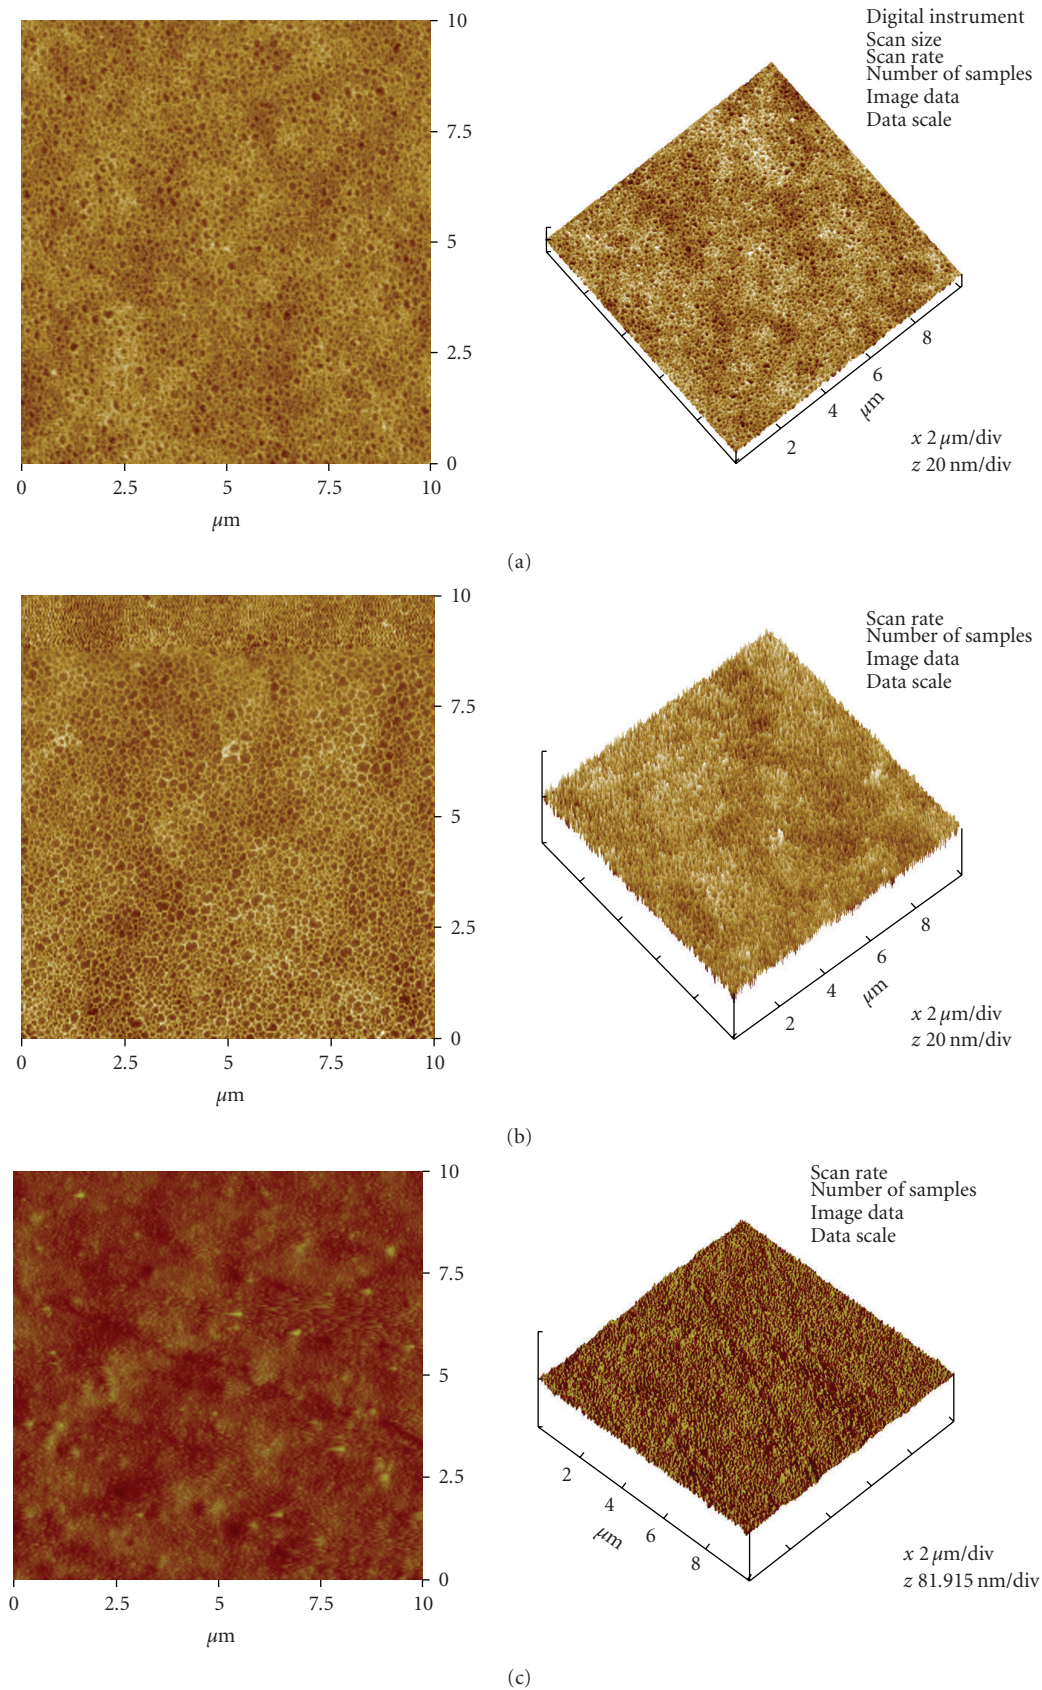 10
7.5
5
2.5
0
0
2.5
5
7.5
10
μm
Digital instrument
Scan size
Scan rate
Number of samples
Image data
Data scale
8
6
4
2
μm
x 2 μm/div
z 20 nm/div
(a)
10
7.5
5
2.5
0
0
2.5
5
7.5
10
μm
Scan rate
Number of samples
Image data
Data scale
8
6
4
2
μm
x 2 μm/div
z 20 nm/div
(b)
10
7.5
5
2.5
0
0
2.5
5
7.5
10
μm
Scan rate
Number of samples
Image data
Data scale
2
4
6
8
μm
x 2 μm/div
z 81.915 nm/div
(c)